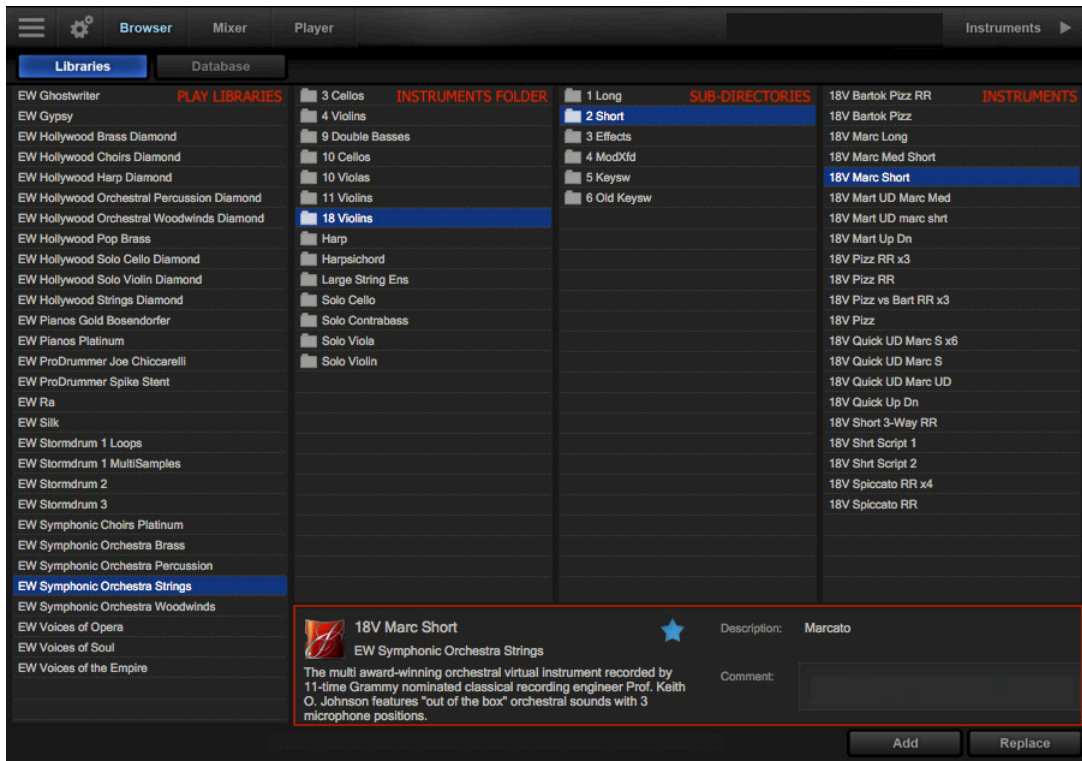 Browser Mixer Player Instruments
Libraries Database
EW Ghostwriter PLAY LIBRARIES
EW Gypsy
EW Hollywood Brass Diamond
EW Hollywood Choirs Diamond
EW Hollywood Harp Diamond
EW Hollywood Orchestral Percussion Diamond
EW Hollywood Orchestral Woodwinds Diamond
EW Hollywood Pop Brass
EW Hollywood Solo Cello Diamond
EW Hollywood Solo Violin Diamond
EW Hollywood Strings Diamond
EW Pianos Gold Bosendorfer
EW Pianos Platinum
EW ProDrummer Joe Chiccarelli
EW ProDrummer Spike Stent
EW Ra
EW Silk
EW Stormdrum 1 Loops
EW Stormdrum 1 MultiSamples
EW Stormdrum 2
EW Stormdrum 3
EW Symphonic Choirs Platinum
EW Symphonic Orchestra Brass
EW Symphonic Orchestra Percussion
EW Symphonic Orchestra Strings
EW Symphonic Orchestra Woodwinds
EW Voices of Opera
EW Voices of Soul
EW Voices of the Empire
3 Cellos INSTRUMENTS FOLDER
4 Violins
9 Double Basses
10 Cellos
10 Violas
11 Violins
18 Violins
Harp
Harpsichord
Large String Ens
Solo Cello
Solo Contrabass
Solo Viola
Solo Violin
1 Long SUB-DIRECTORIES
2 Short
3 Effects
4 ModXfd
5 Keysw
6 Old Keysw
18V Bartok Pizz RR INSTRUMENTS
18V Bartok Pizz
18V Marc Long
18V Marc Med Short
18V Marc Short
18V Mart UD Marc Med
18V Mart UD marc shrt
18V Mart Up Dn
18V Pizz RR x3
18V Pizz RR
18V Pizz vs Bart RR x3
18V Pizz
18V Quick UD Marc S x6
18V Quick UD Marc S
18V Quick UD Marc UD
18V Quick Up Dn
18V Short 3-Way RR
18V Shrt Script 1
18V Shrt Script 2
18V Spiccato RR x4
18V Spiccato RR
18V Marc Short
EW Symphonic Orchestra Strings
The multi award-winning orchestral virtual instrument recorded by
11-time Grammy nominated classical recording engineer Prof. Keith
O. Johnson features "out of the box" orchestral sounds with 3
microphone positions.
Description: Marcato
Comment:
Add Replace